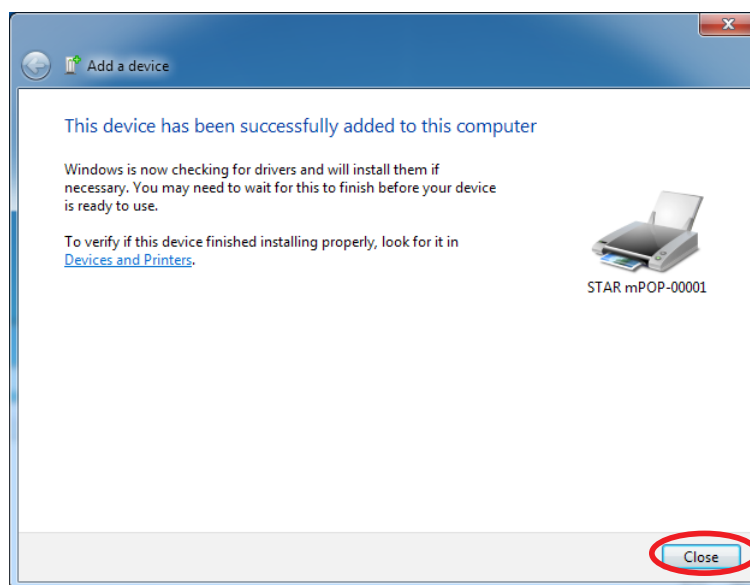 Add a device
This device has been successfully added to this computer
Windows is now checking for drivers and will install them if
necessary. You may need to wait for this to finish before your device
is ready to use.
To verify if this device finished installing properly, look for it in
Devices and Printers.
STAR mPOP-00001
Close